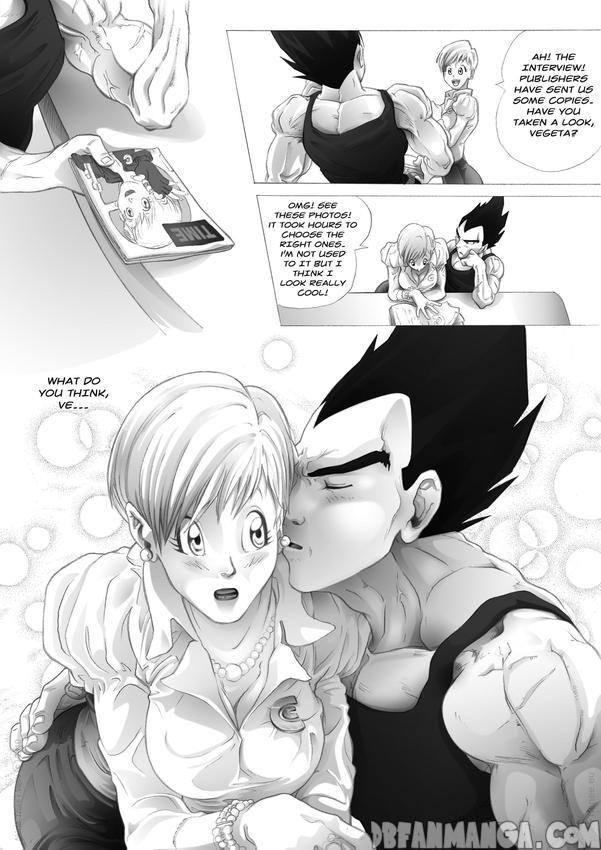 TIME
AH! THE
INTERVIEW!
PUBLISHERS
HAVE SENT US
SOME COPIES.
HAVE YOU
TAKEN A LOOK,
VEGETA?
OMG! SEE
THESE PHOTOS!
IT TOOK HOURS TO
CHOOSE THE
RIGHT ONES.
I'M NOT USED
TO IT BUT I
THINK I
LOOK REALLY
COOL!
WHAT DO
YOU THINK,
VE...
C
DBFANMANGA.COM